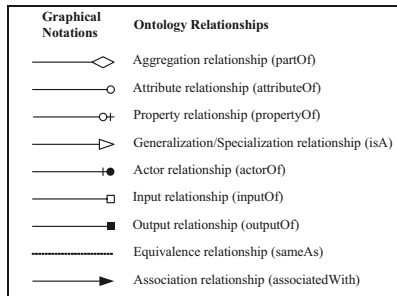 Graphical
Notations
Ontology Relationships
Aggregation relationship (partOf)
Attribute relationship (attributeOf)
Property relationship (propertyOf)
Generalization/Specialization relationship (isA)
Actor relationship (actorOf)
Input relationship (inputOf)
Output relationship (outputOf)
Equivalence relationship (sameAs)
Association relationship (associatedWith)